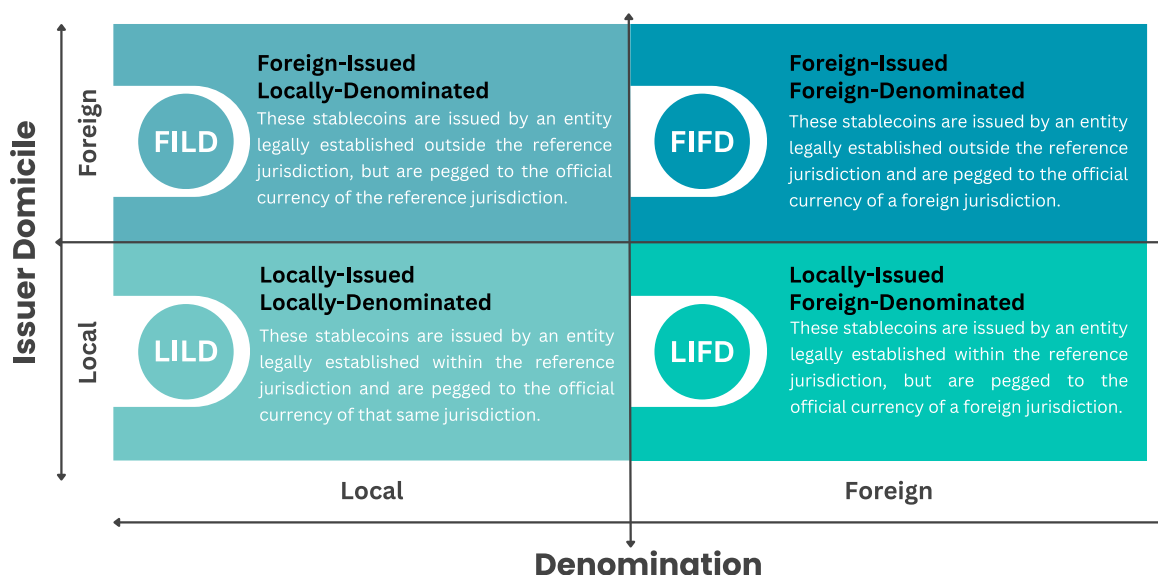 Issuer Domicile
Foreign
FILD
Foreign-Issued
Locally-Denominated
These stablecoins are issued by an entity
legally established outside the reference
jurisdiction, but are pegged to the official
currency of the reference jurisdiction.
FIFD
Foreign-Issued
Foreign-Denominated
These stablecoins are issued by an entity
legally established outside the reference
jurisdiction and are pegged to the official
currency of a foreign jurisdiction.
Local
LILD
Locally-Issued
Locally-Denominated
These stablecoins are issued by an entity
legally established within the reference
jurisdiction and are pegged to the official
currency of that same jurisdiction.
LIFD
Locally-Issued
Foreign-Denominated
These stablecoins are issued by an entity
legally established within the reference
jurisdiction, but are pegged to the
official currency of a foreign jurisdiction.
Local
Foreign
Denomination